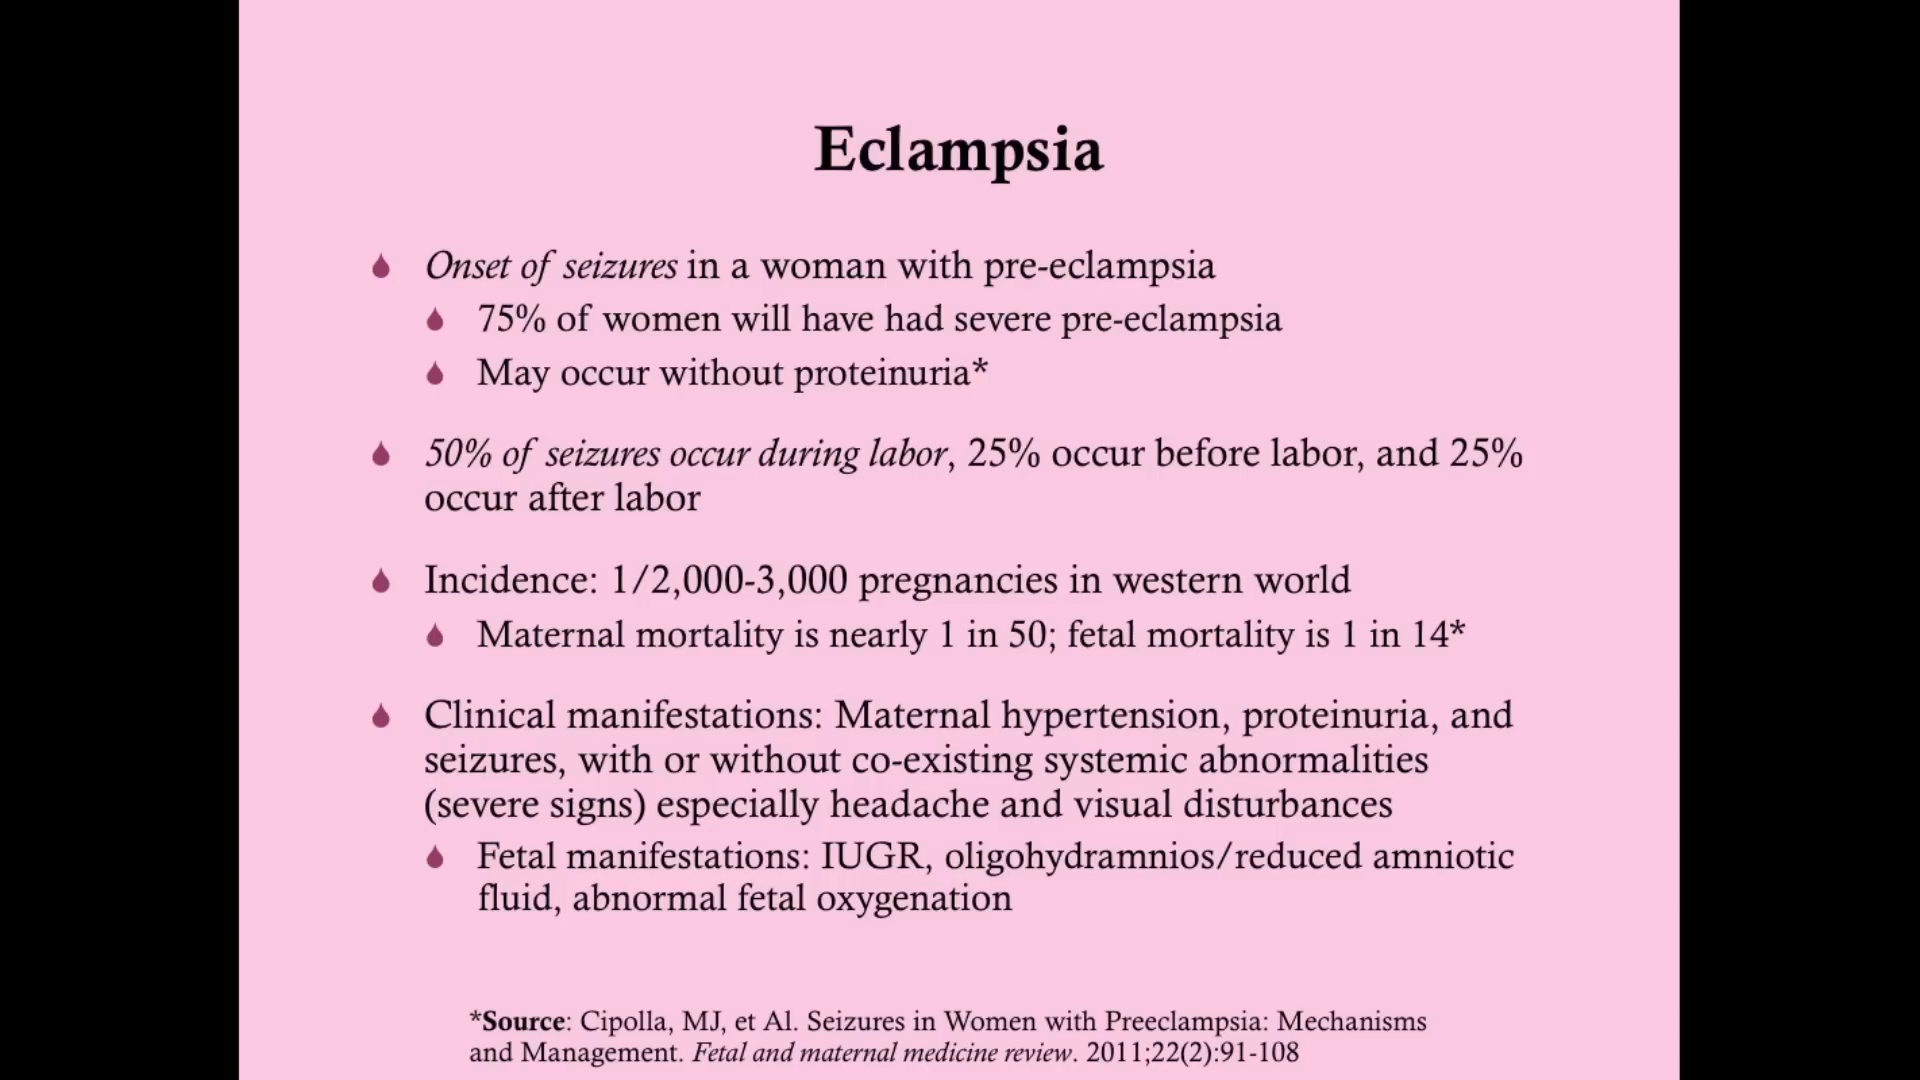 Eclampsia
Onset of seizures in a woman with pre-eclampsia
75% of women will have had severe pre-eclampsia
May occur without proteinuria*
50% of seizures occur during labor, 25% occur before labor, and 25%
occur after labor
Incidence: 1/2,000-3,000 pregnancies in western world
Maternal mortality is nearly 1 in 50; fetal mortality is 1 in 14*
Clinical manifestations: Maternal hypertension, proteinuria, and
seizures, with or without co-existing systemic abnormalities
(severe signs) especially headache and visual disturbances
Fetal manifestations: IUGR, oligohydramnios/reduced amniotic
fluid, abnormal fetal oxygenation
*Source: Cipolla, MJ, et Al. Seizures in Women with Preeclampsia: Mechanisms
and Management. Fetal and maternal medicine review. 2011;22(2):91-108